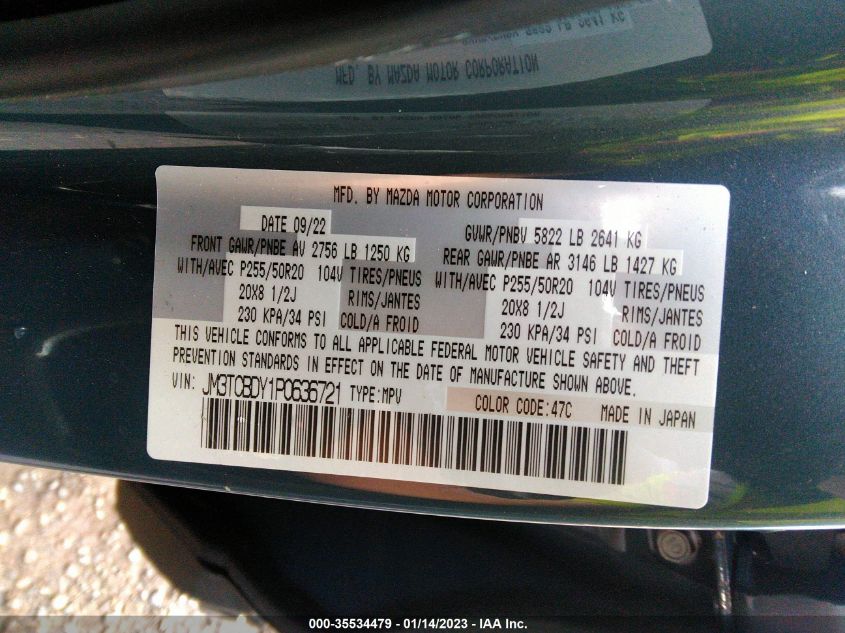 MFD. BY MAZDA MOTOR CORPORATION
DATE 09/22
GVWR/PNBV 5822 LB 2641 KG
FRONT GAWR/PNBE AV 2756 LB 1250 KG
REAR GAWR/PNBE AR 3146 LB 1427 KG
WITH/AVEC P255/50R20 104V TIRES/PNEUS
WITH/AVEC P255/50R20 104V TIRES/PNEUS
20X8 1/2J RIMS/JANTES
20X8 1/2J RIMS/JANTES
230 KPA/34 PSI COLD/A FROID
230 KPA/34 PSI COLD/A FROID
THIS VEHICLE CONFORMS TO ALL APPLICABLE FEDERAL MOTOR VEHICLE SAFETY AND THEFT
PREVENTION STANDARDS IN EFFECT ON THE DATE OF MANUFACTURE SHOWN ABOVE.
VIN: JM3TCBDY1P0636721 TYPE:MPV
COLOR CODE:47C MADE IN JAPAN
000-35534479 - 01/14/2023 - IAA Inc.